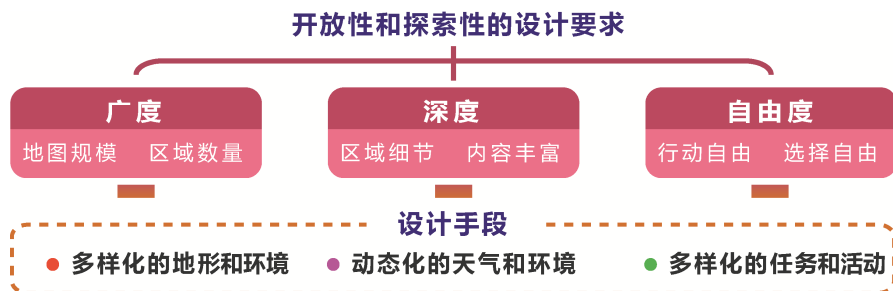 开放性和探索性的设计要求
广度
深度
自由度
地图规模 区域数量
区域细节 内容丰富
行动自由 选择自由
设计手段
多样化的地形和环境
动态化的天气和环境
多样化的任务和活动